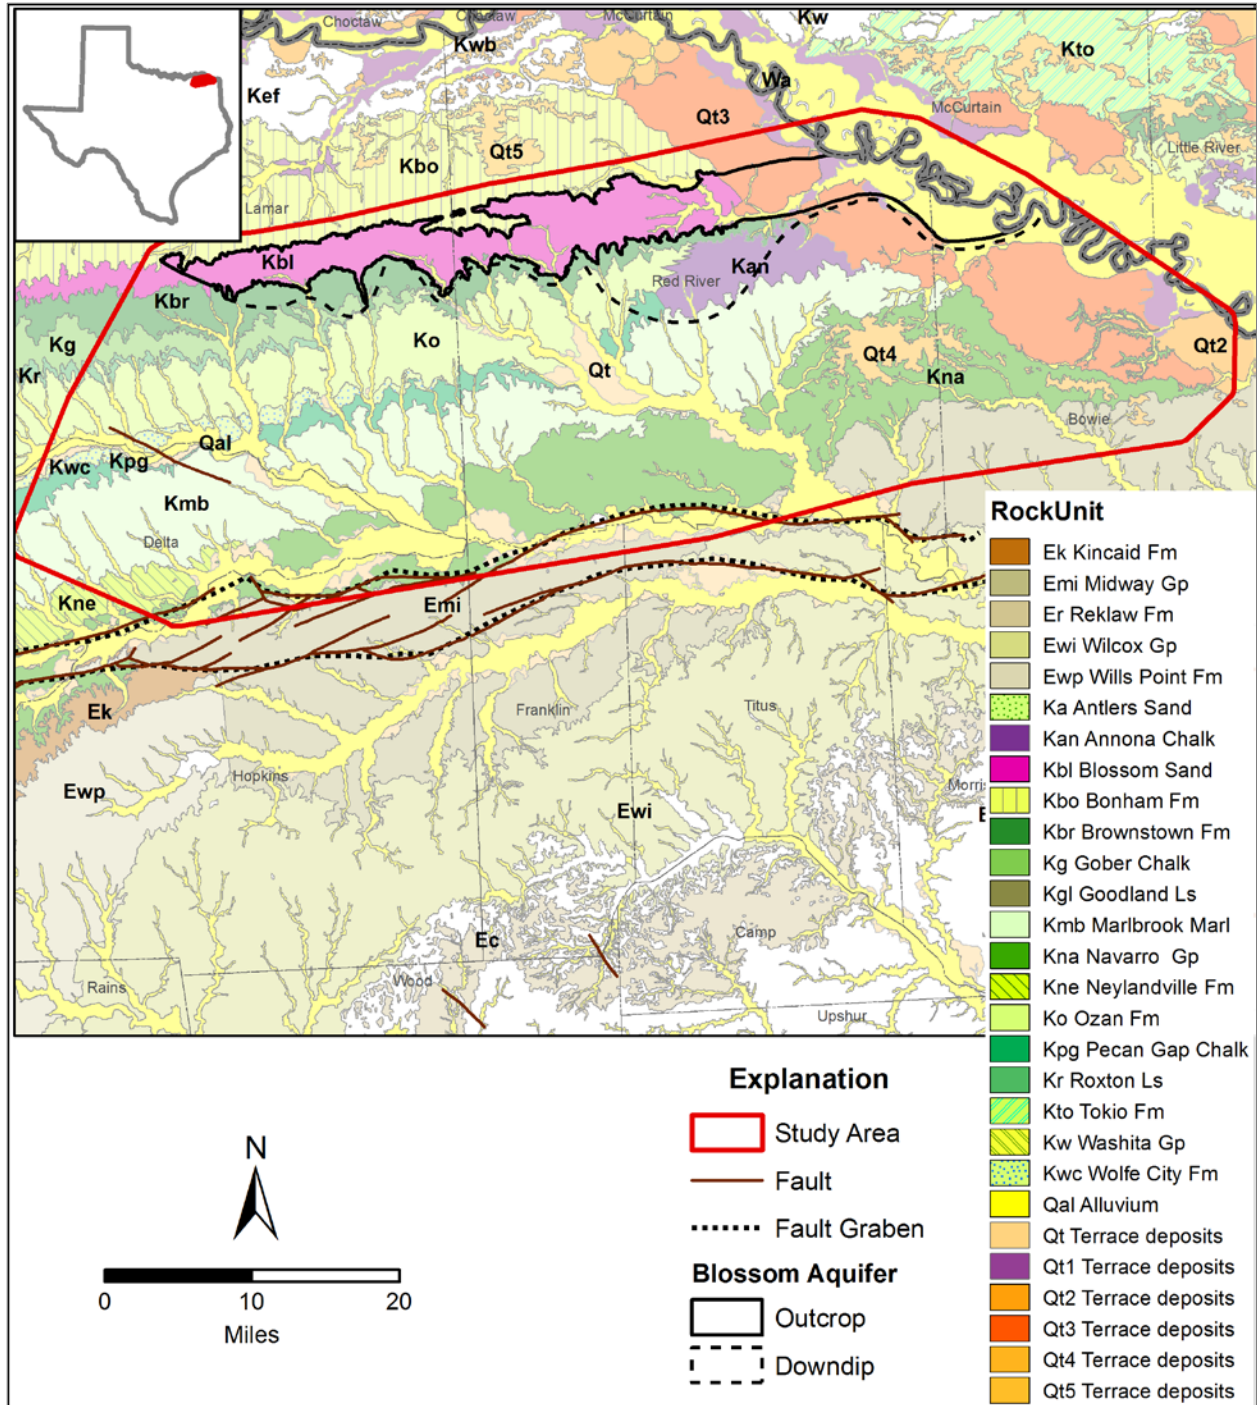 Choctaw
Choctaw
McCurtain
Kw
Kwb
Kto
Kef
Wa
McCurtain
Qt3
Little River
Kbo
Qt5
Lamar
Kbl
Kan
Red River
Kbr
Kg
Ko
Qt
Qt4
Qt2
Kr
Kna
Bowie
Qal
Kwc
Kpg
Kmb
Delta
Kne
Emi
Ek
Franklin
Titus
Hopkins
Ewp
Ewi
Morris
E
Ec
Camp
Wood
Rains
Upshur
RockUnit
Ek Kincaid Fm
Emi Midway Gp
Er Reklaw Fm
Ewi Wilcox Gp
Ewp Wills Point Fm
Ka Antlers Sand
Kan Annona Chalk
Kbl Blossom Sand
Kbo Bonham Fm
Kbr Brownstown Fm
Kg Gober Chalk
Kgl Goodland Ls
Kmb Marlbrook Marl
Kna Navarro Gp
Kne Neylandville Fm
Ko Ozan Fm
Kpg Pecan Gap Chalk
Kr Roxton Ls
Kto Tokio Fm
Kw Washita Gp
Kwc Wolfe City Fm
Qal Alluvium
Qt Terrace deposits
Qt1 Terrace deposits
Qt2 Terrace deposits
Qt3 Terrace deposits
Qt4 Terrace deposits
Qt5 Terrace deposits
Explanation
Study Area
Fault
Fault Graben
Blossom Aquifer
Outcrop
Downdip
N
0 10 20
Miles